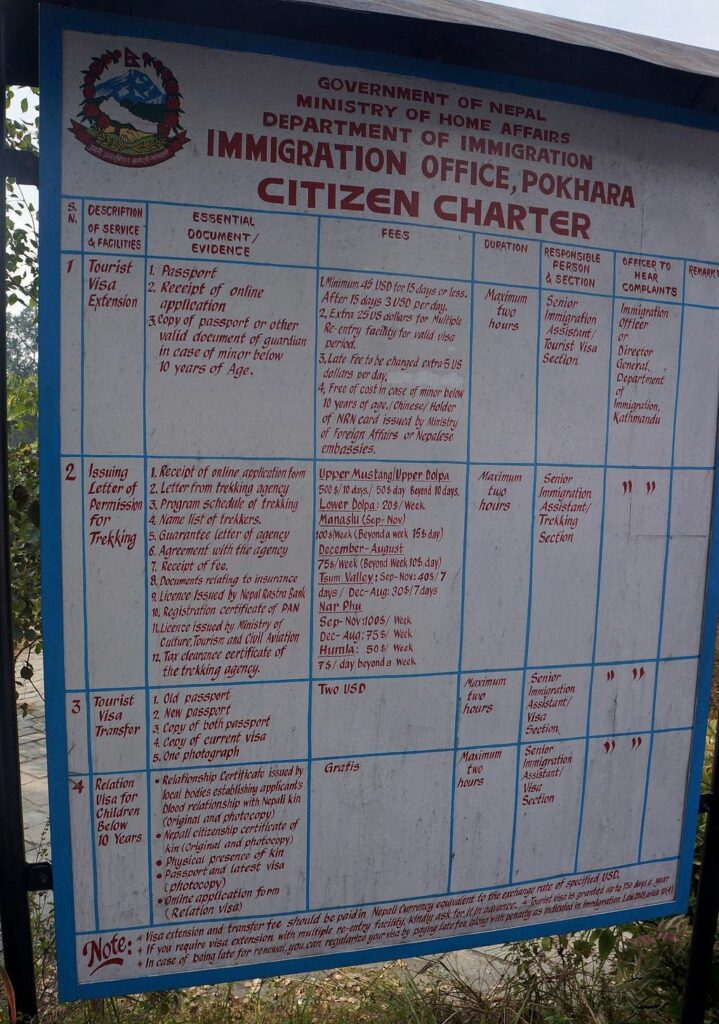 GOVERNMENT OF NEPAL
MINISTRY OF HOME AFFAIRS
DEPARTMENT OF IMMIGRATION
IMMIGRATION OFFICE, POKHARA
CITIZEN CHARTER
S. N.
DESCRIPTION OF SERVICE & FACILITIES
ESSENTIAL DOCUMENT/ EVIDENCE
FEES
DURATION
RESPONSIBLE PERSON & SECTION
OFFICER TO HEAR COMPLAINTS
REMARKS
1
Tourist
Visa
Extension
1. Passport
2. Receipt of online
application
3. Copy of passport or other
valid document of guardian
in case of minor below
10 years of Age.
1. Minimum 45 USD for 15 days or less.
After 15 days 3 USD per day.
2. Extra 25 US dollars for Multiple
Re-entry facility for valid visa
period.
3. Late Fee to be charged extra 5 US
dollars per day.
4. Free of cost in case of minor below
10 years of age./Chinese/Holder
of NRN card issued by Ministry
of foreign Affairs or Nepalese
embassies.
Maximum
two
hours
Senior
Immigration
Assistant/
Tourist Visa
Section.
Immigration
Officer
or
Director
General,
Department
of
Immigration,
Kathmandu
2
Issuing
Letter of
Permission
for
Trekking
1. Receipt of online application form
2. Letter from trekking agency
3. Program schedule of trekking
4. Name list of trekkers.
5. Guarantee letter of agency
6. Agreement with the agency
7. Receipt of fee.
8. Documents relating to insurance
9. Licence Issued by Nepal Rastra Bank
10. Registration certificate of PAN
11. Licence issued by Ministry of
Culture, Tourism and Civil Aviation
12. Tax clearance certificate of
the trekking agency.
Upper Mustang/Upper Dolpa
500$/10 days./ 50$ day Beyond 10 days.
Lower Dolpa: 20$/Week
Manaslu (Sep-Nov)
100$/Week (Beyond a week 15$ day)
December-August
75$/ Week (Beyond Week 10$ day)
Tsum Valley: Sep-Nov: 40$/ 7
days / Dec-Aug: 30$/7 days
Nar Phu
Sep-Nov: 100$/ Week
Dec-Aug: 75$ Week
Humla: 50$ / Week
7$/ day beyond a Week
Maximum
two
hours
Senior
Immigration
Assistant/
Trekking
Section
" "
3
Tourist
Visa
Transfer
1. Old passport
2. New passport
3. Copy of both passport
4. Copy of current visa
5. One photograph
Two USD
Maximum
two
hours
Senior
Immigration
Assistant/
Visa
Section
" "
4
Relation
Visa for
Children
Below
10 Years
• Relationship Certificate issued by
local bodies establishing applicant's
blood relationship with Nepali kin
(Original and photocopy)
• Nepali citizenship certificate of
kin (Original and photocopy)
• Physical presence of kin
• Passport and latest visa
(photocopy)
• Online application form
(Relation visa)
Gratis
Maximum
two
hours
Senior
Immigration
Assistant/
Visa
Section
" "
Note:
+ Visa extension and transfer fee should be paid in Nepali Currency equivalent to the exchange rate of specified USD.
+ If you require visa extension with multiple re-entry facility, kindly ask for it in advance. + Tourist visa is granted up to 150 days a year
+ In case of being late for renewal, you can regularize your visa by paying late fee along with penalty as indicated in Immigration Law